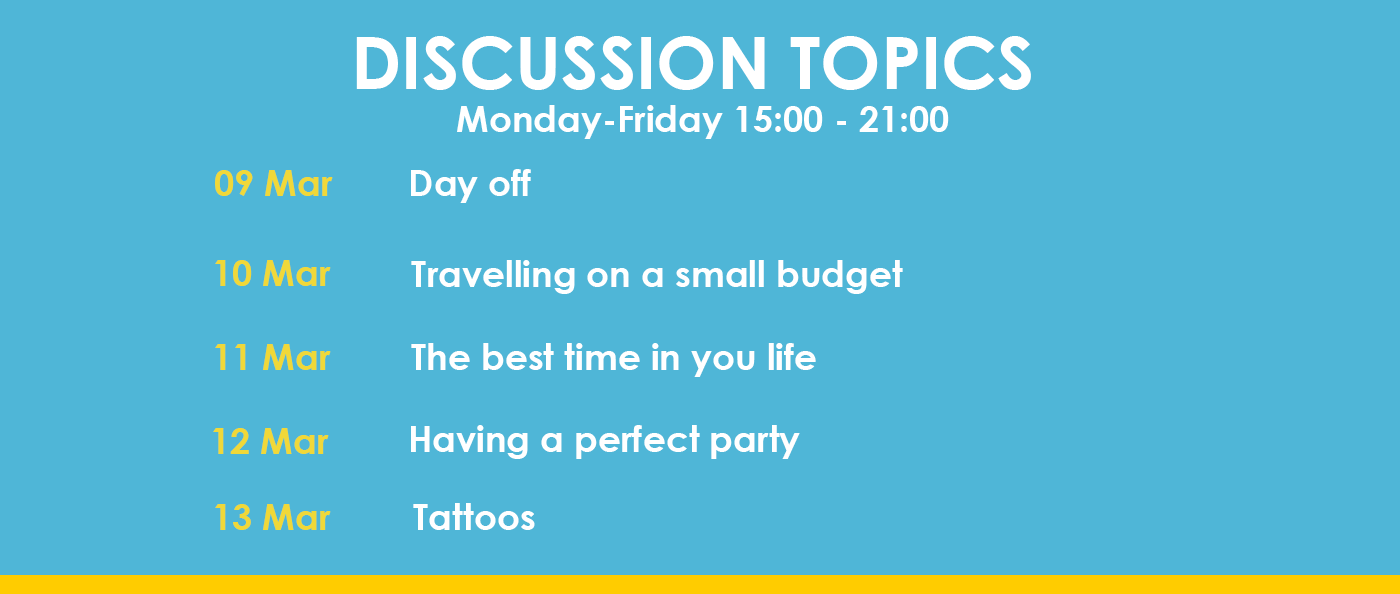 DISCUSSION TOPICS
Monday-Friday 15:00 - 21:00
09 Mar Day off
10 Mar Travelling on a small budget
11 Mar The best time in you life
12 Mar Having a perfect party
13 Mar Tattoos